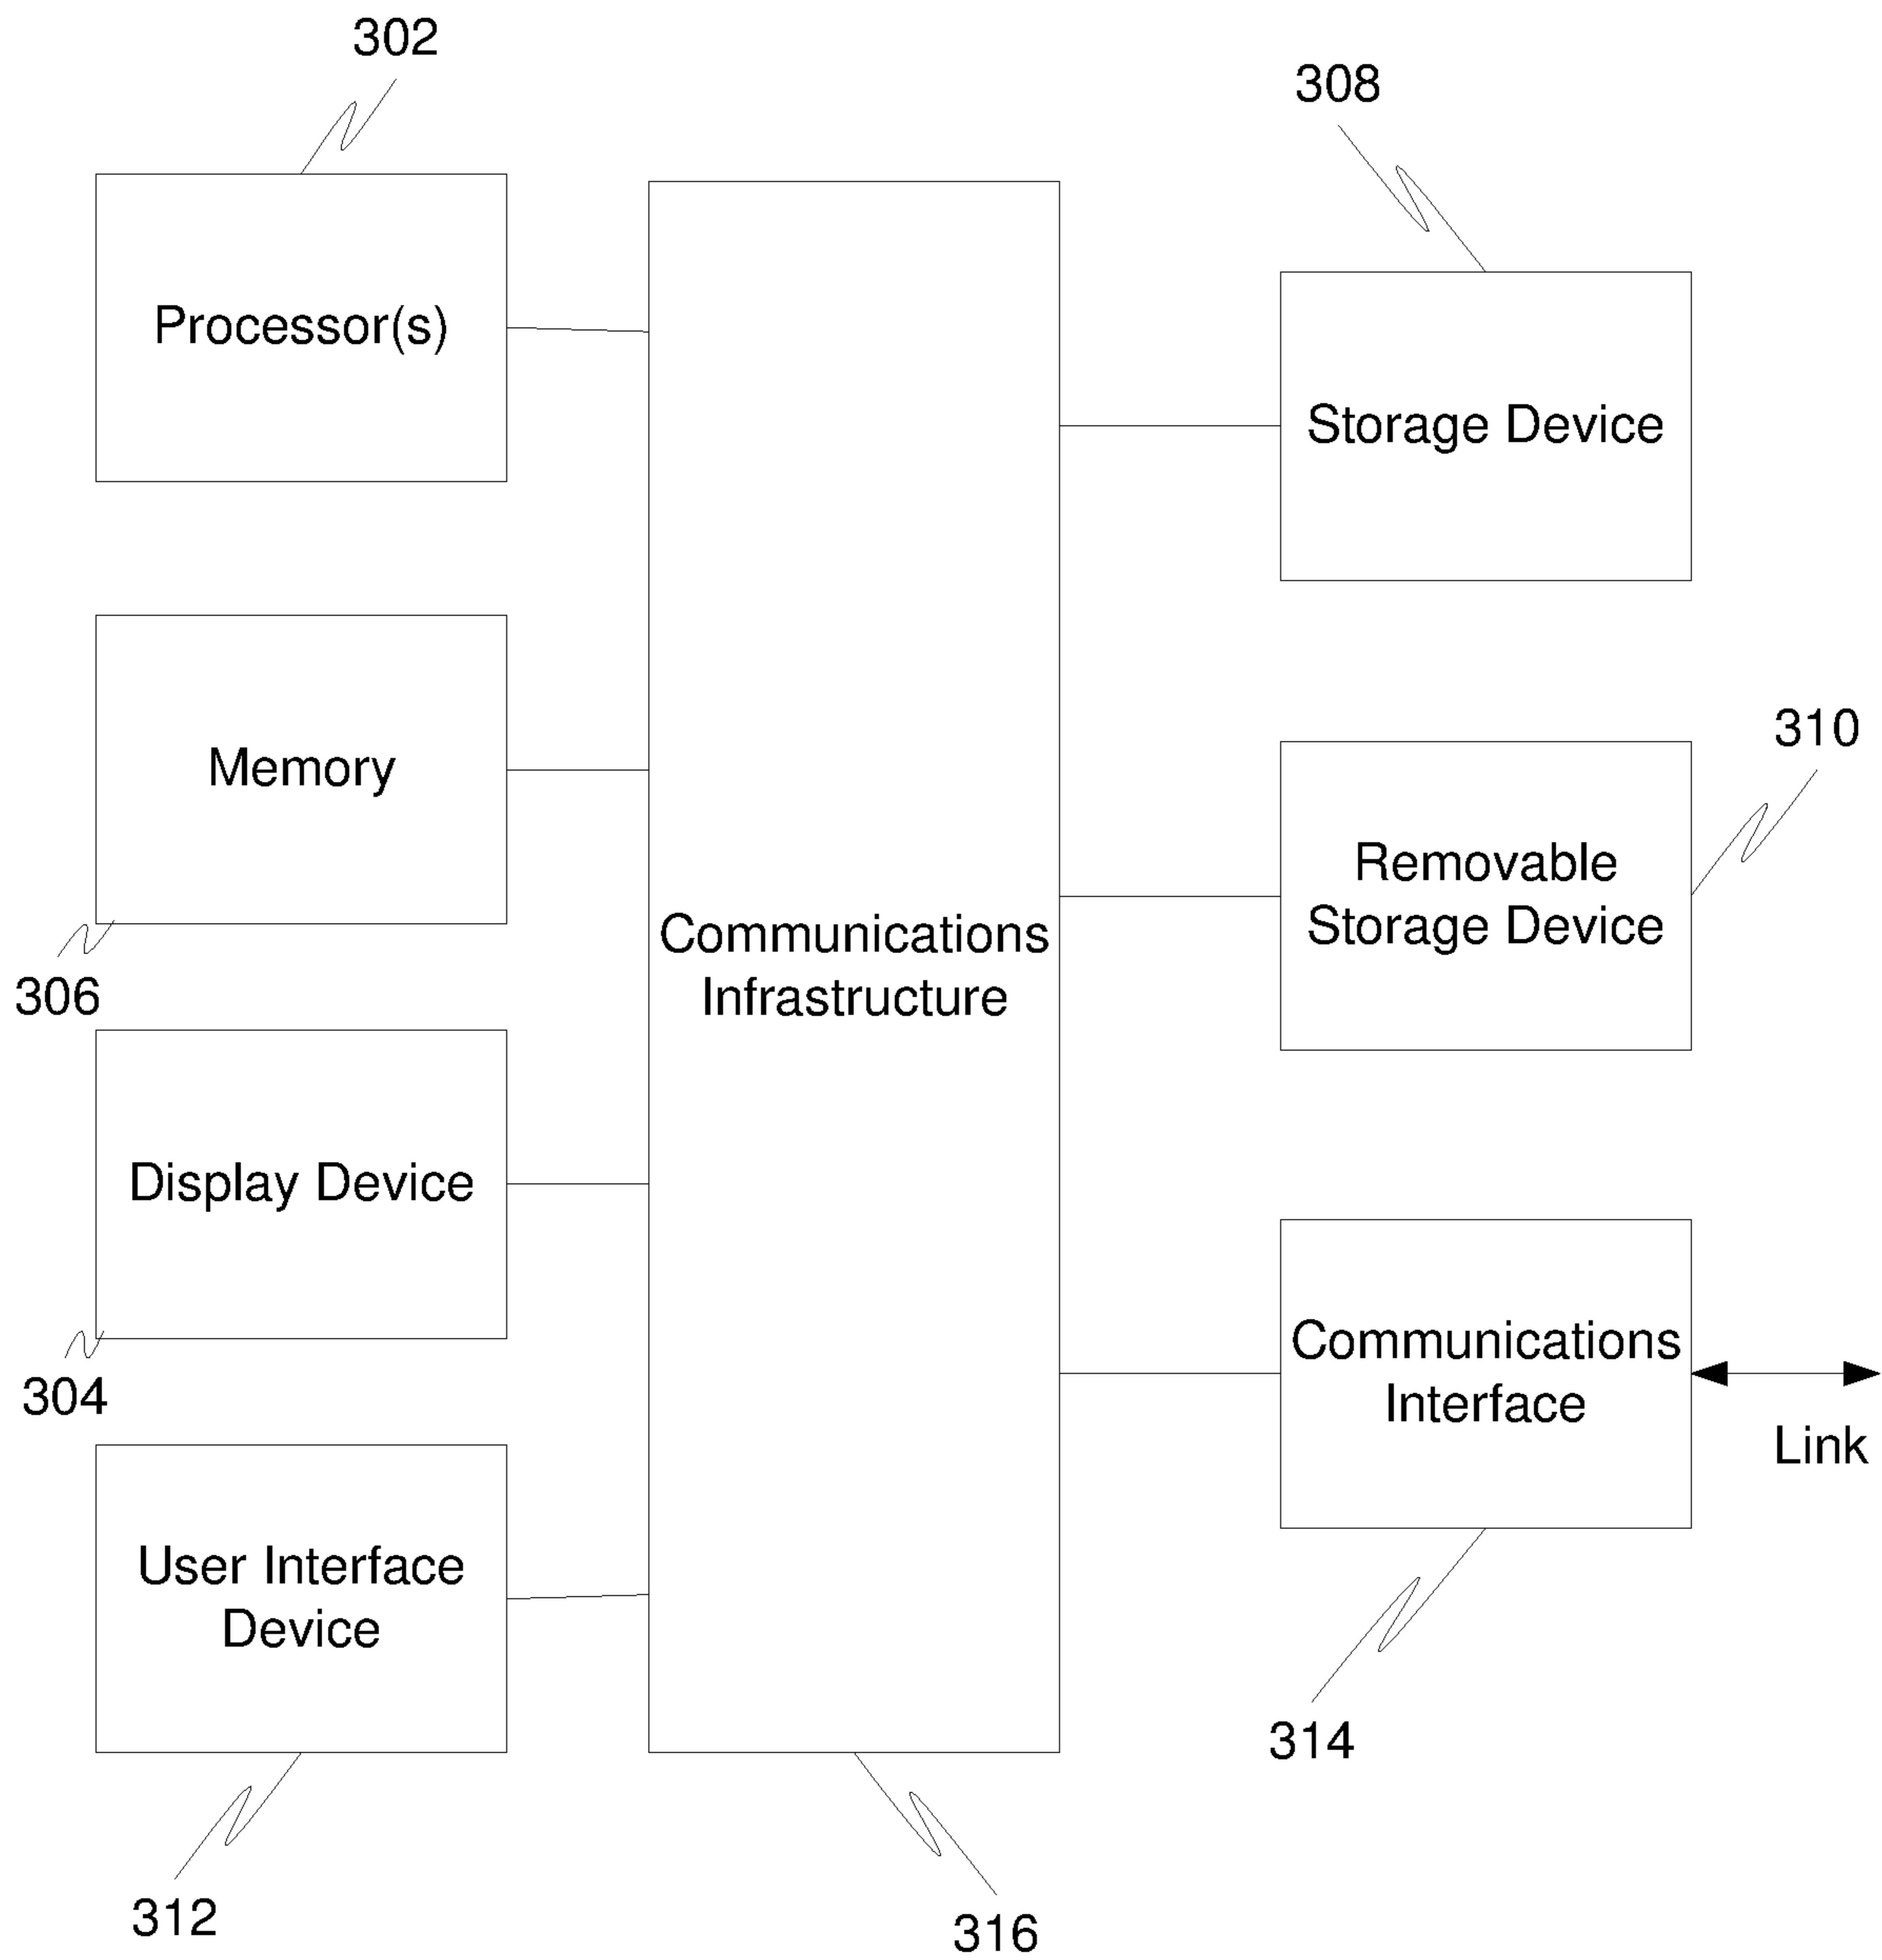 302
308
Processor(s)
Storage Device
310
Memory
Removable
Storage Device
306
Communications
Infrastructure
Display Device
304
Communications
Interface
Link
User Interface
Device
314
312
316